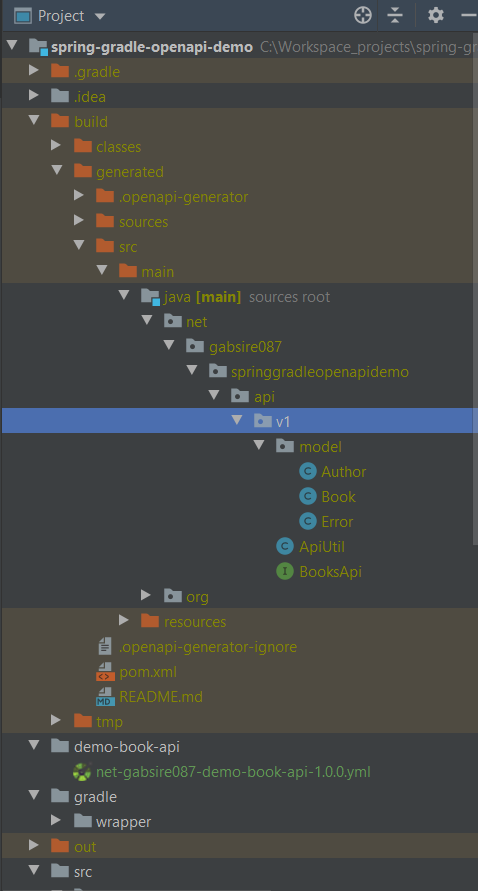 Project
spring-gradle-openapi-demo C:\Workspace_projects\spring-gr
.gradle
.idea
build
classes
generated
.openapi-generator
sources
src
main
java [main] sources root
net
gabsire087
springgradleopenapidemo
api
v1
model
C Author
C Book
C Error
C ApiUtil
I BooksApi
org
resources
.openapi-generator-ignore
<> pom.xml
MD README.md
tmp
demo-book-api
net-gabsire087-demo-book-api-1.0.0.yml
gradle
wrapper
out
src